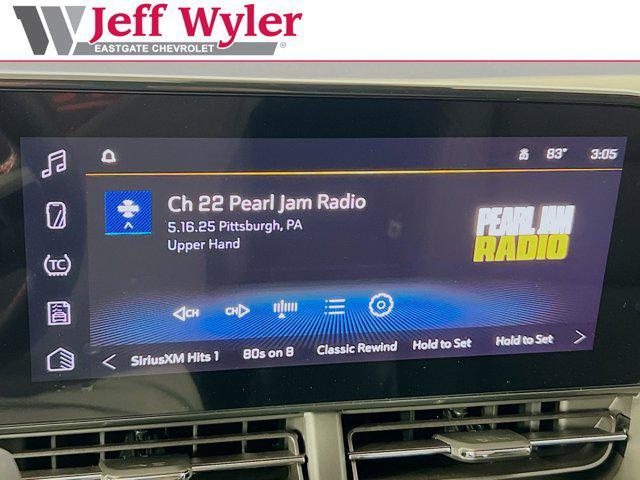 Jeff Wyler
EASTGATE CHEVROLET
83° 3:05
Ch 22 Pearl Jam Radio
5.16.25 Pittsburgh, PA
Upper Hand
PEARL JAM
RADIO
TC
CH CH
SiriusXM Hits 1 80s on 8 Classic Rewind Hold to Set Hold to Set